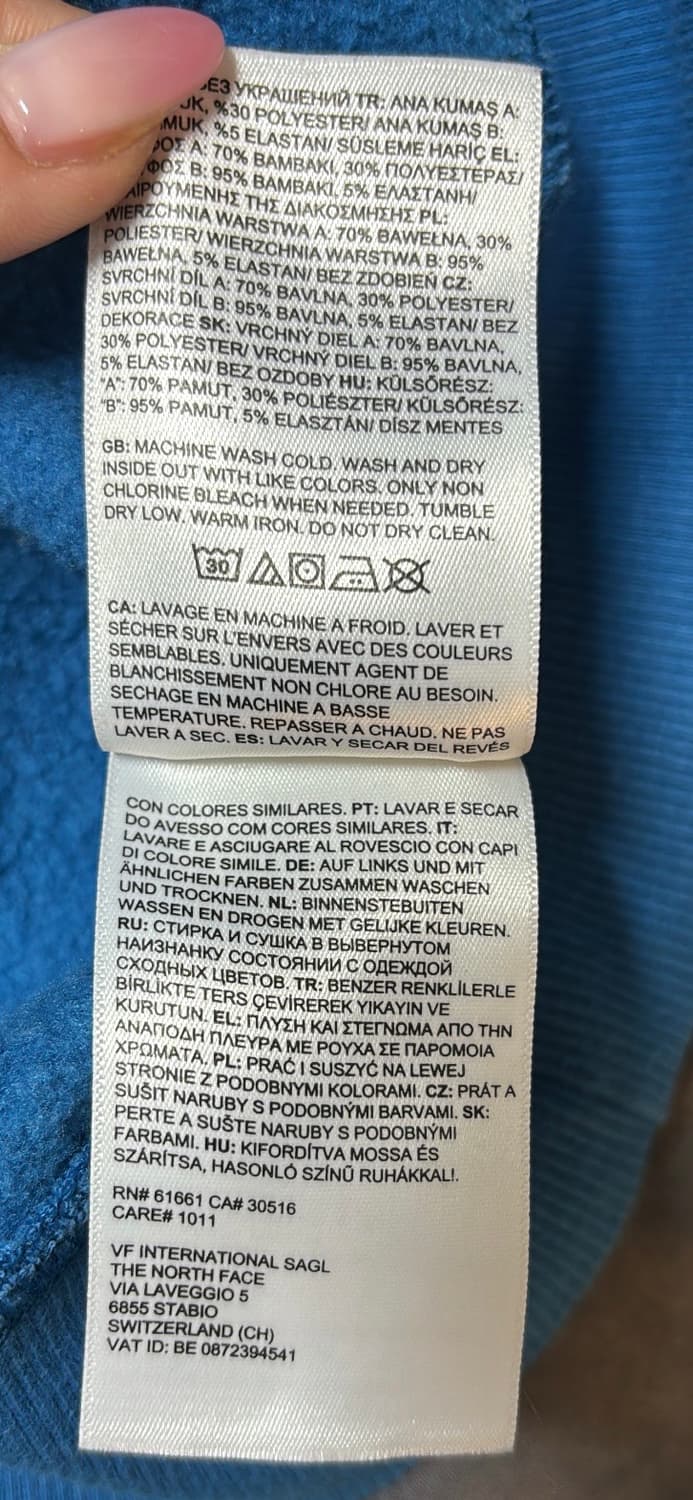 БЕЗ УКРАШЕНИЙ TR: ANA KUMAŞ A:
%30 POLYESTER/ ANA KUMAŞ B:
%5 ELASTAN/ SÜSLEME HARİÇ EL:
A: 70% ΒΑΜΒΑΚΙ, 30% ΠΟΛΥΕΣΤΕΡΑΣ/
B: 95% ΒΑΜΒΑΚΙ, 5% ΕΛΑΣΤΑΝΗ/
ΤΗΣ ΔΙΑΚΟΣΜΗΣΗΣ PL:
WIERZCHNIA WARSTWA A: 70% BAWEŁNA, 30%
POLIESTER/ WIERZCHNIA WARSTWA B: 95%
BAWEŁNA, 5% ELASTAN/ BEZ ZDOBIEŃ CZ:
SVRCHNÍ DÍL A: 70% BAVLNA, 30% POLYESTER/
SVRCHNÍ DÍL B: 95% BAVLNA, 5% ELASTAN/ BEZ
DEKORACE SK: VRCHNÝ DIEL A: 70% BAVLNA,
30% POLYESTER/ VRCHNÝ DIEL B: 95% BAVLNA,
5% ELASTAN/ BEZ OZDOBY HU: KÜLSŐRÉSZ:
"A": 70% PAMUT, 30% POLIÉSZTER/ KÜLSŐRÉSZ:
"B": 95% PAMUT, 5% ELASZTÁN/ DÍSZ MENTES
GB: MACHINE WASH COLD. WASH AND DRY
INSIDE OUT WITH LIKE COLORS. ONLY NON
CHLORINE BLEACH WHEN NEEDED. TUMBLE
DRY LOW. WARM IRON. DO NOT DRY CLEAN.
30
CA: LAVAGE EN MACHINE A FROID. LAVER ET
SÉCHER SUR L'ENVERS AVEC DES COULEURS
SEMBLABLES. UNIQUEMENT AGENT DE
BLANCHISSEMENT NON CHLORE AU BESOIN.
SECHAGE EN MACHINE A BASSE
TEMPERATURE. REPASSER A CHAUD. NE PAS
LAVER A SEC. ES: LAVAR Y SECAR DEL REVÉS
CON COLORES SIMILARES. PT: LAVAR E SECAR
DO AVESSO COM CORES SIMILARES. IT:
LAVARE E ASCIUGARE AL ROVESCIO CON CAPI
DI COLORE SIMILE. DE: AUF LINKS UND MIT
ÄHNLICHEN FARBEN ZUSAMMEN WASCHEN
UND TROCKNEN. NL: BINNENSTEBUITEN
WASSEN EN DROGEN MET GELIJKE KLEUREN.
RU: СТИРКА И СУШКА В ВЫВЕРНУТОМ
НАИЗНАНКУ СОСТОЯНИИ С ОДЕЖДОЙ
СХОДНЫХ ЦВЕТОВ. TR: BENZER RENKLİLERLE
BİRLİKTE TERS ÇEVİREREK YIKAYIN VE
KURUTUN. EL: ΠΛΥΣΗ ΚΑΙ ΣΤΕΓΝΩΜΑ ΑΠΟ ΤΗΝ
ΑΝΑΠΟΔΗ ΠΛΕΥΡΑ ΜΕ ΡΟΥΧΑ ΣΕ ΠΑΡΟΜΟΙΑ
ΧΡΩΜΑΤΑ. PL: PRAĆ I SUSZYĆ NA LEWEJ
STRONIE Z PODOBNYMI KOLORAMI. CZ: PRÁT A
SUŠIT NARUBY S PODOBNÝMI BARVAMI. SK:
PERTE A SUŠTE NARUBY S PODOBNÝMI
FARBAMI. HU: KIFORDÍTVA MOSSA ÉS
SZÁRÍTSA, HASONLÓ SZÍNŰ RUHÁKKAL!.
RN# 61661 CA# 30516
CARE# 1011
VF INTERNATIONAL SAGL
THE NORTH FACE
VIA LAVEGGIO 5
6855 STABIO
SWITZERLAND (CH)
VAT ID: BE 0872394541